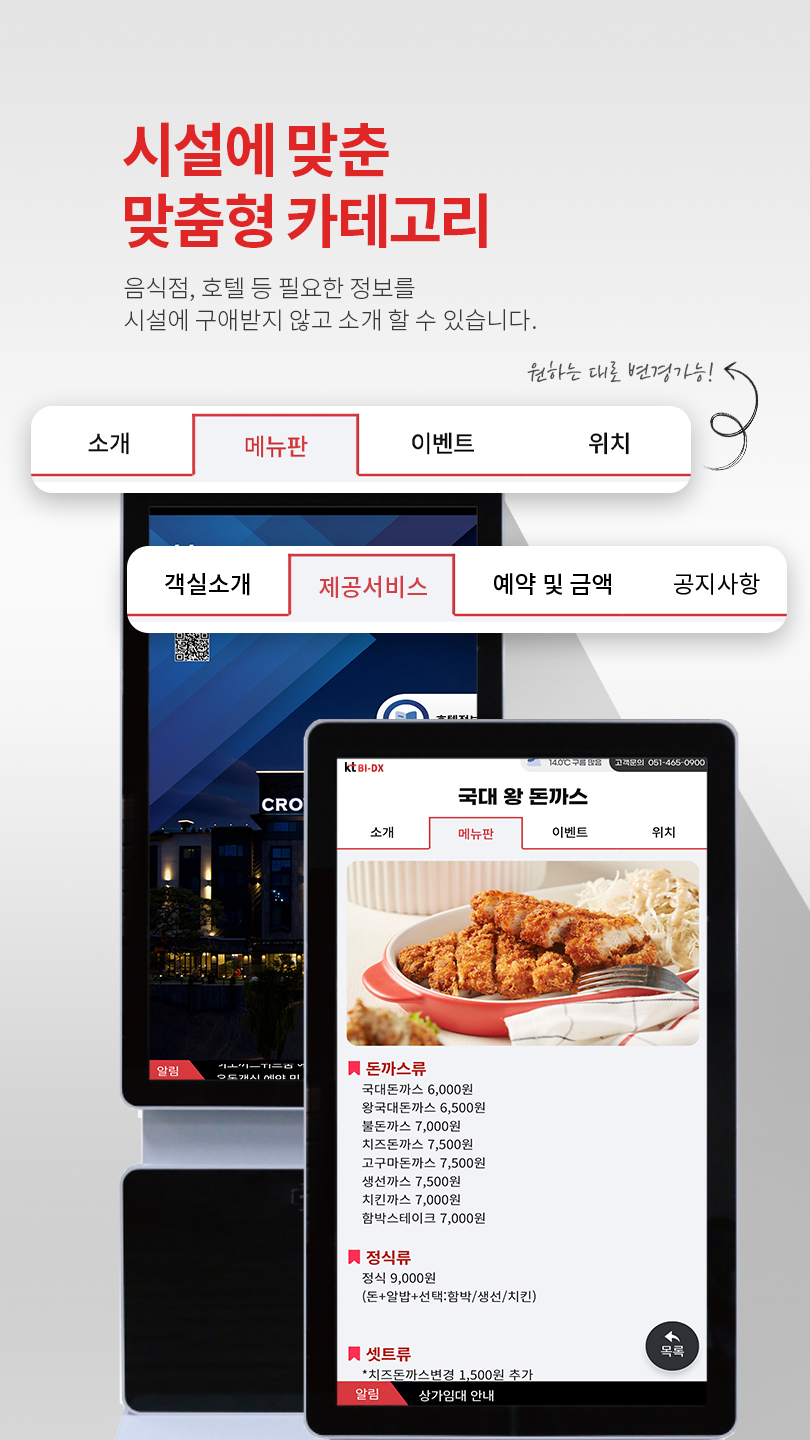 시설에 맞춘
맞춤형 카테고리
음식점, 호텔 등 필요한 정보를
시설에 구애받지 않고 소개 할 수 있습니다.
원하는 대로 변경가능!
소개 메뉴판 이벤트 위치
객실소개 제공서비스 예약 및 금액 공지사항
CRO
알림
kt BI-DX 14.0℃ 구름 많음 고객문의 051-465-0900
국대 왕 돈까스
소개 메뉴판 이벤트 위치
돈까스류
국대돈까스 6,000원
왕국대돈까스 6,500원
불돈까스 7,000원
치즈돈까스 7,500원
고구마돈까스 7,500원
생선까스 7,500원
치킨까스 7,000원
함박스테이크 7,000원
정식류
정식 9,000원
(돈+알밥+선택:함박/생선/치킨)
셋트류
*치즈돈까스변경 1,500원 추가
목록
알림 상가임대 안내